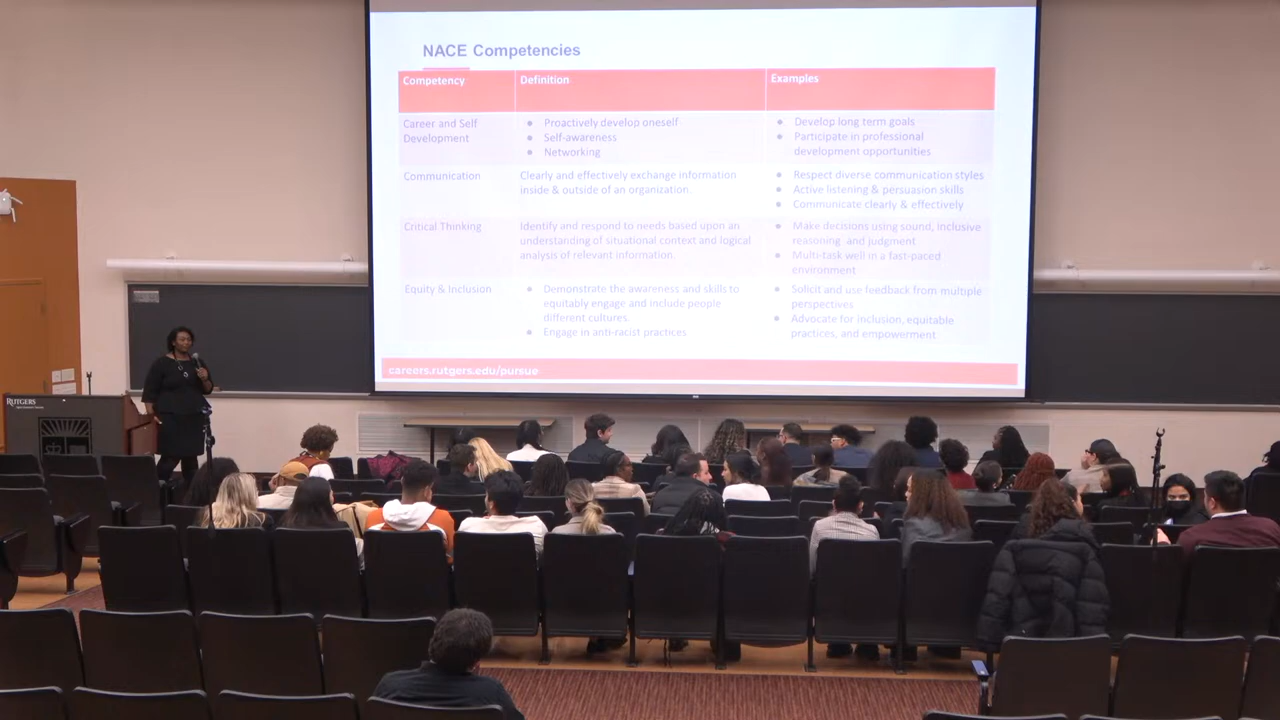 NACE Competencies
Competency
Definition
Examples
Career and Self
Development
● Proactively develop oneself
● Self-awareness
● Networking
◆ Develop long term goals
● Participate in professional
development opportunities
Communication
Clearly and effectively exchange information
inside & outside of an organization.
● Respect diverse communication styles
● Active listening & persuasion skills
● Communicate clearly & effectively
Critical Thinking
Identify and respond to needs based upon an
understanding of situational context and logical
analysis of relevant information.
● Make decisions using sound, inclusive
reasoning and judgment
● Multi-task well in a fast-paced
environment
Equity & Inclusion
● Demonstrate the awareness and skills to
equitably engage and include people
different cultures.
● Engage in anti-racist practices
● Solicit and use feedback from multiple
perspectives
● Advocate for inclusion, equitable
practices, and empowerment
careers.rutgers.edu/pursue
RUTGERS